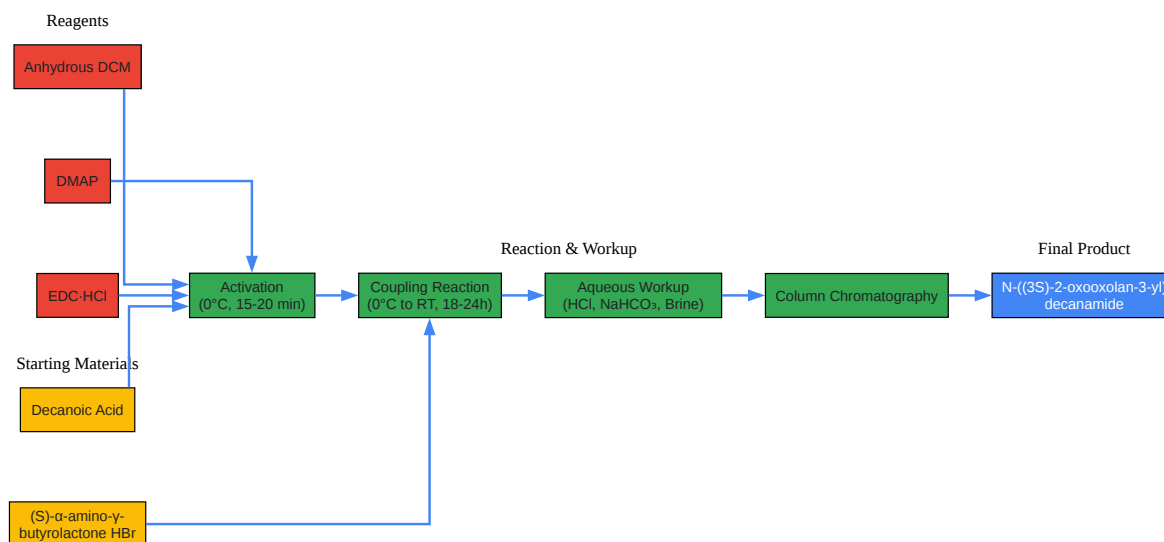 Reagents
Anhydrous DCM
DMAP
EDC·HCl
Starting Materials
Decanoic Acid
(S)-α-amino-γ-
butyrolactone HBr
Reaction & Workup
Activation
(0°C, 15-20 min)
Coupling Reaction
(0°C to RT, 18-24h)
Aqueous Workup
(HCl, NaHCO₃, Brine)
Column Chromatography
Final Product
N-((3S)-2-oxooxolan-3-yl)
decanamide